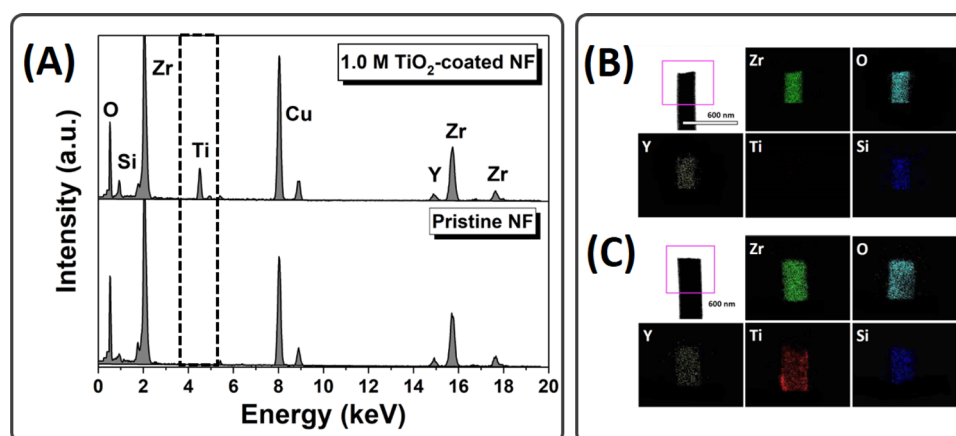 (A)
1.0 M TiO₂-coated NF
Zr
O
Si
Ti
Cu
Y
Zr
Zr
Pristine NF
Intensity (a.u.)
0 2 4 6 8 10 12 14 16 18 20
Energy (keV)
(B)
600 nm
Zr
O
Y
Ti
Si
(C)
600 nm
Zr
O
Y
Ti
Si